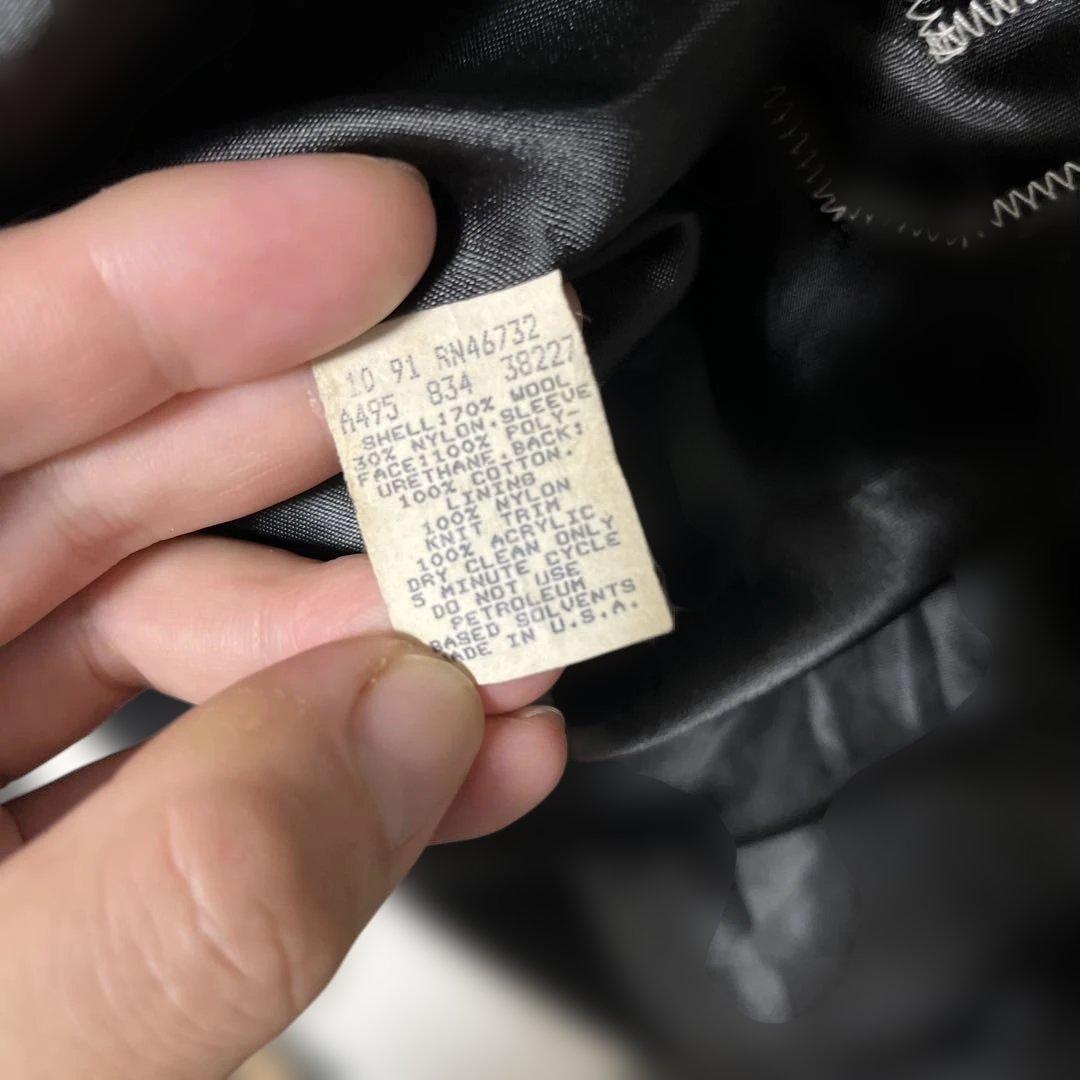 10 91 RN46732
A495 834 38227
SHELL:70% WOOL
30% NYLON.SLEEVE
FACE:100% POLY-
URETHANE.BACK:
100% COTTON.
LINING
100% NYLON
KNIT TRIM
100% ACRYLIC
DRY CLEAN ONLY
5 MINUTE CYCLE
DO NOT USE
PETROLEUM
BASED SOLVENTS
MADE IN U.S.A.